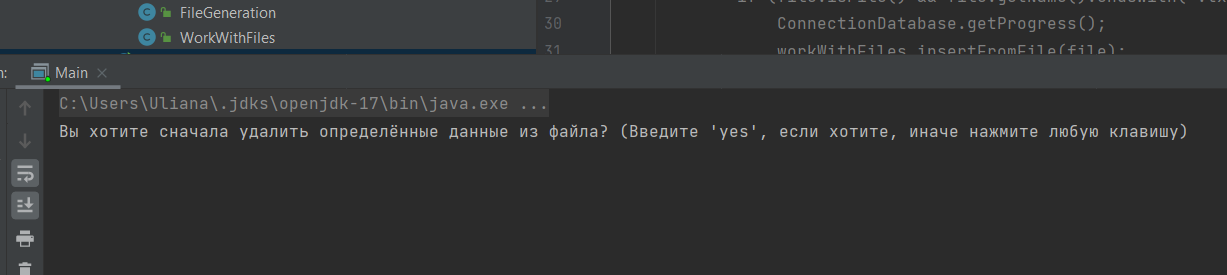 FileGeneration
WorkWithFiles
30
ConnectionDatabase.getProgress();
31
workWithFiles.insertFromFile(file);
Main
C:\Users\Uliana\.jdks\openjdk-17\bin\java.exe ...
Вы хотите сначала удалить определённые данные из файла? (Введите 'yes', если хотите, иначе нажмите любую клавишу)